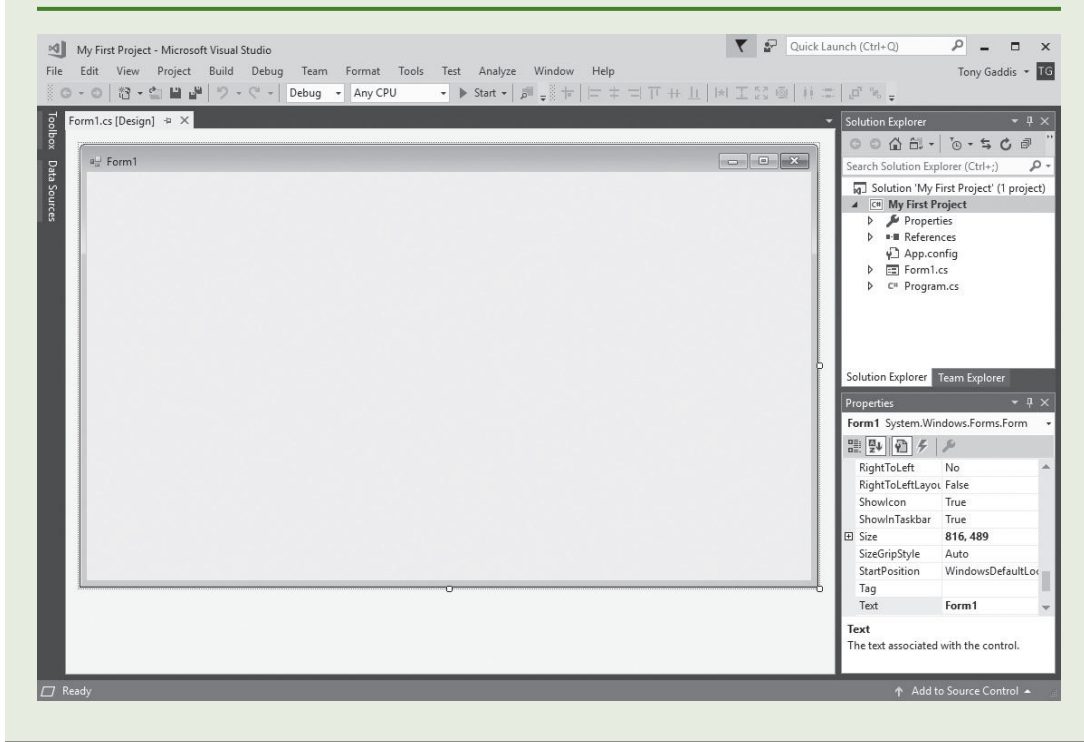 My First Project - Microsoft Visual Studio
Quick Launch (Ctrl+Q)
File Edit View Project Build Debug Team Format Tools Test Analyze Window Help
Tony Gaddis TG
Debug Any CPU Start
Toolbox
Data Sources
Form1.cs [Design]
Form1
Solution Explorer
Search Solution Explorer (Ctrl+;)
Solution 'My First Project' (1 project)
C# My First Project
Properties
References
App.config
Form1.cs
C# Program.cs
Solution Explorer Team Explorer
Properties
Form1 System.Windows.Forms.Form
RightToLeft No
RightToLeftLayou False
ShowIcon True
ShowInTaskbar True
Size 816, 489
SizeGripStyle Auto
StartPosition WindowsDefaultLoc
Tag
Text Form1
Text
The text associated with the control.
Ready
Add to Source Control